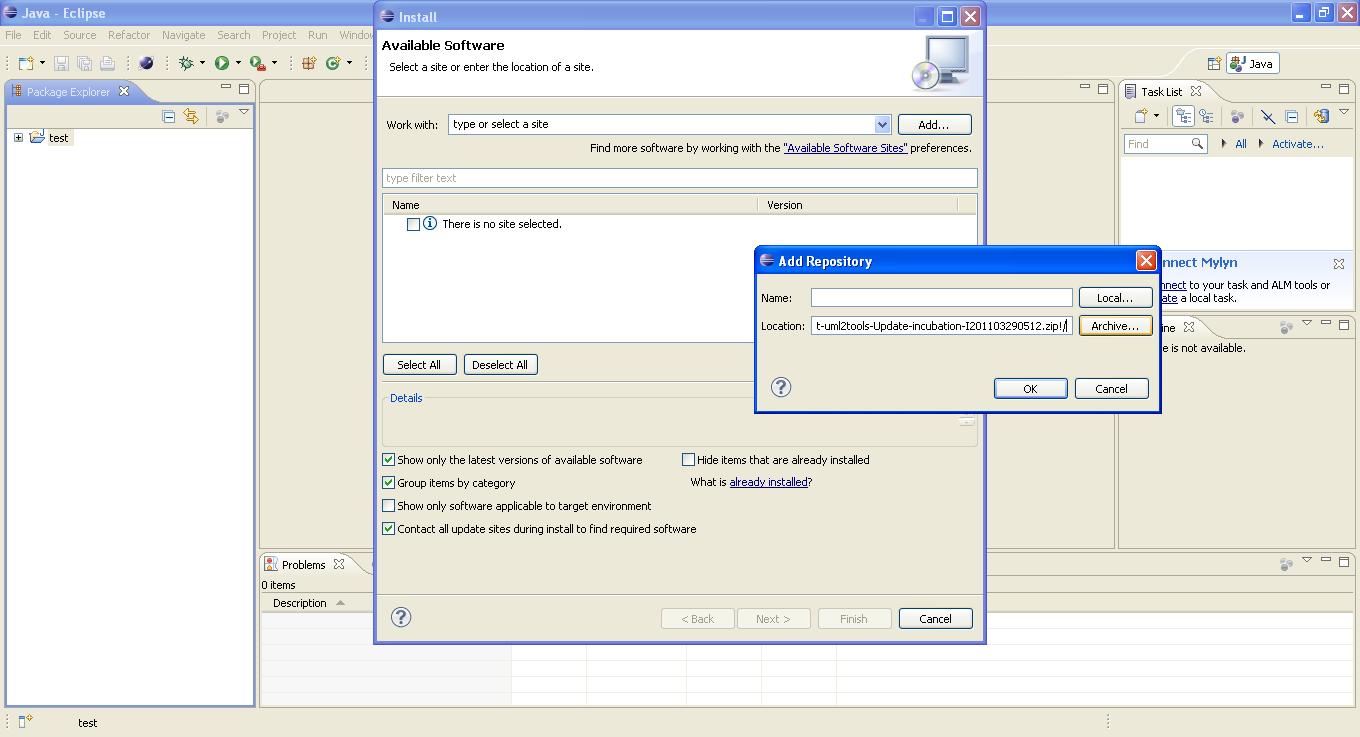 Java - Eclipse
File Edit Source Refactor Navigate Search Project Run Window
Java
Package Explorer
test
Install
Available Software
Select a site or enter the location of a site.
Work with: type or select a site Add...
Find more software by working with the "Available Software Sites" preferences.
type filter text
Name Version
There is no site selected.
Select All Deselect All
Details
Show only the latest versions of available software Hide items that are already installed
Group items by category What is already installed?
Show only software applicable to target environment
Contact all update sites during install to find required software
< Back Next > Finish Cancel
Add Repository
Name: Local...
Location: t-uml2tools-Update-incubation-I201103290512.zip!/ Archive...
OK Cancel
Task List
Find All Activate...
nnect Mylyn
nnect to your task and ALM tools or
ate a local task.
ine
e is not available.
Problems
0 items
Description
test